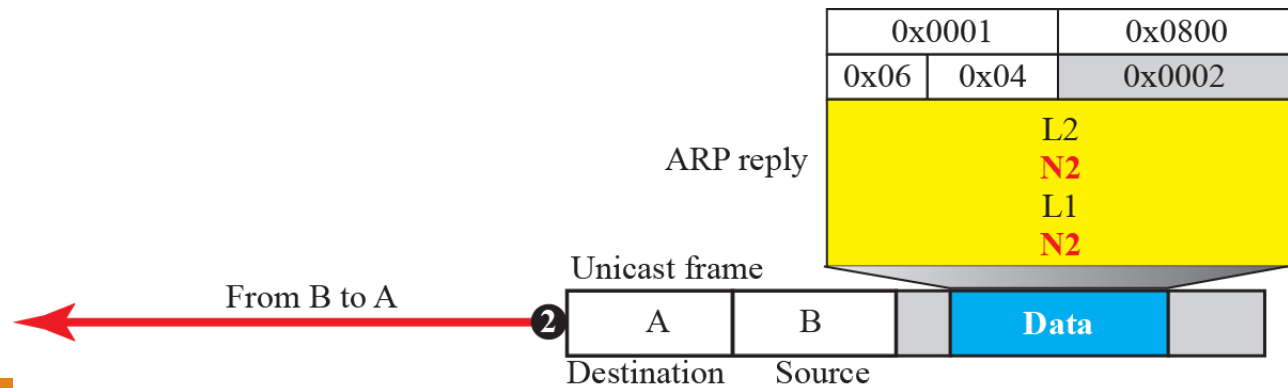 0x0001 0x0800
0x06 0x04 0x0002
L2
N2
ARP reply
L1
N2
Unicast frame
From B to A
2 A B Data
Destination Source